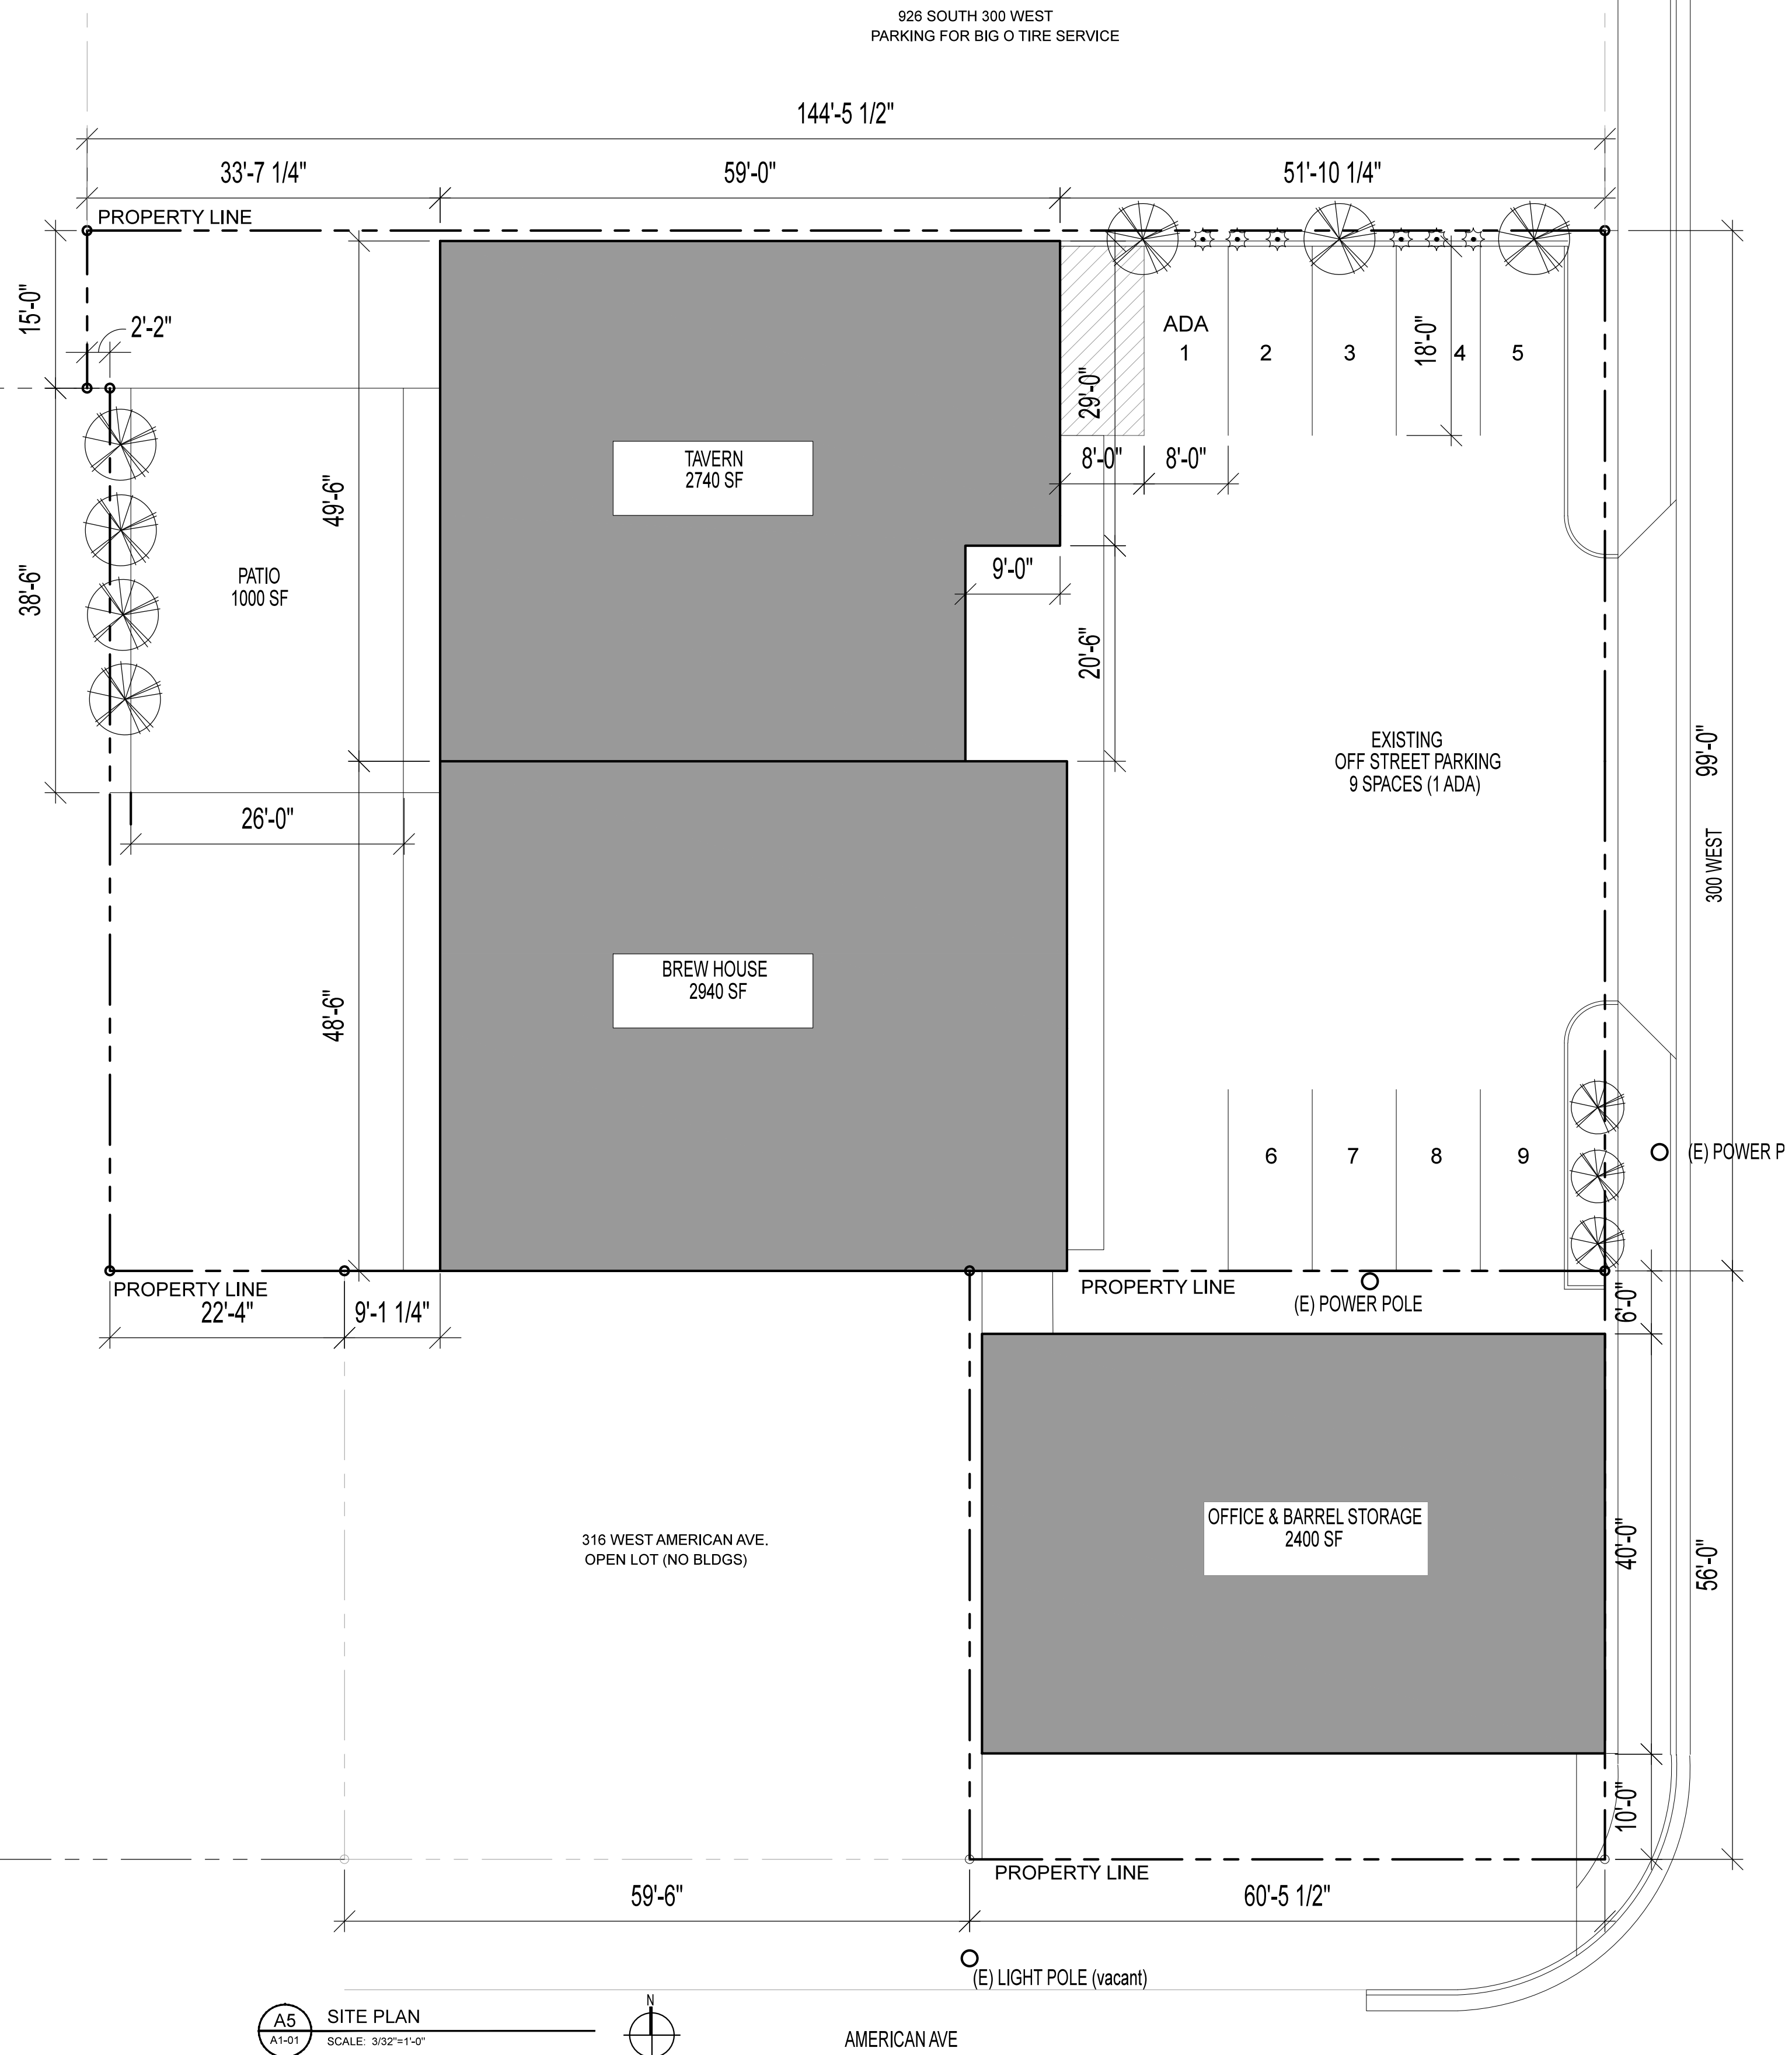 926 SOUTH 300 WEST
PARKING FOR BIG O TIRE SERVICE
144'-5 1/2"
33'-7 1/4"
59'-0"
51'-10 1/4"
PROPERTY LINE
15'-0"
2'-2"
ADA
1
2
3
18'-0"
4
5
29'-0"
8'-0"
8'-0"
TAVERN
2740 SF
49'-6"
38'-6"
PATIO
1000 SF
9'-0"
20'-6"
EXISTING
OFF STREET PARKING
9 SPACES (1 ADA)
99'-0"
300 WEST
26'-0"
BREW HOUSE
2940 SF
48'-6"
6
7
8
9
(E) POWER P
PROPERTY LINE
22'-4"
9'-1 1/4"
PROPERTY LINE
(E) POWER POLE
6'-0"
316 WEST AMERICAN AVE.
OPEN LOT (NO BLDGS)
OFFICE & BARREL STORAGE
2400 SF
40'-0"
56'-0"
10'-0"
PROPERTY LINE
59'-6"
60'-5 1/2"
(E) LIGHT POLE (vacant)
A5
A1-01
SITE PLAN
SCALE: 3/32"=1'-0"
N
AMERICAN AVE